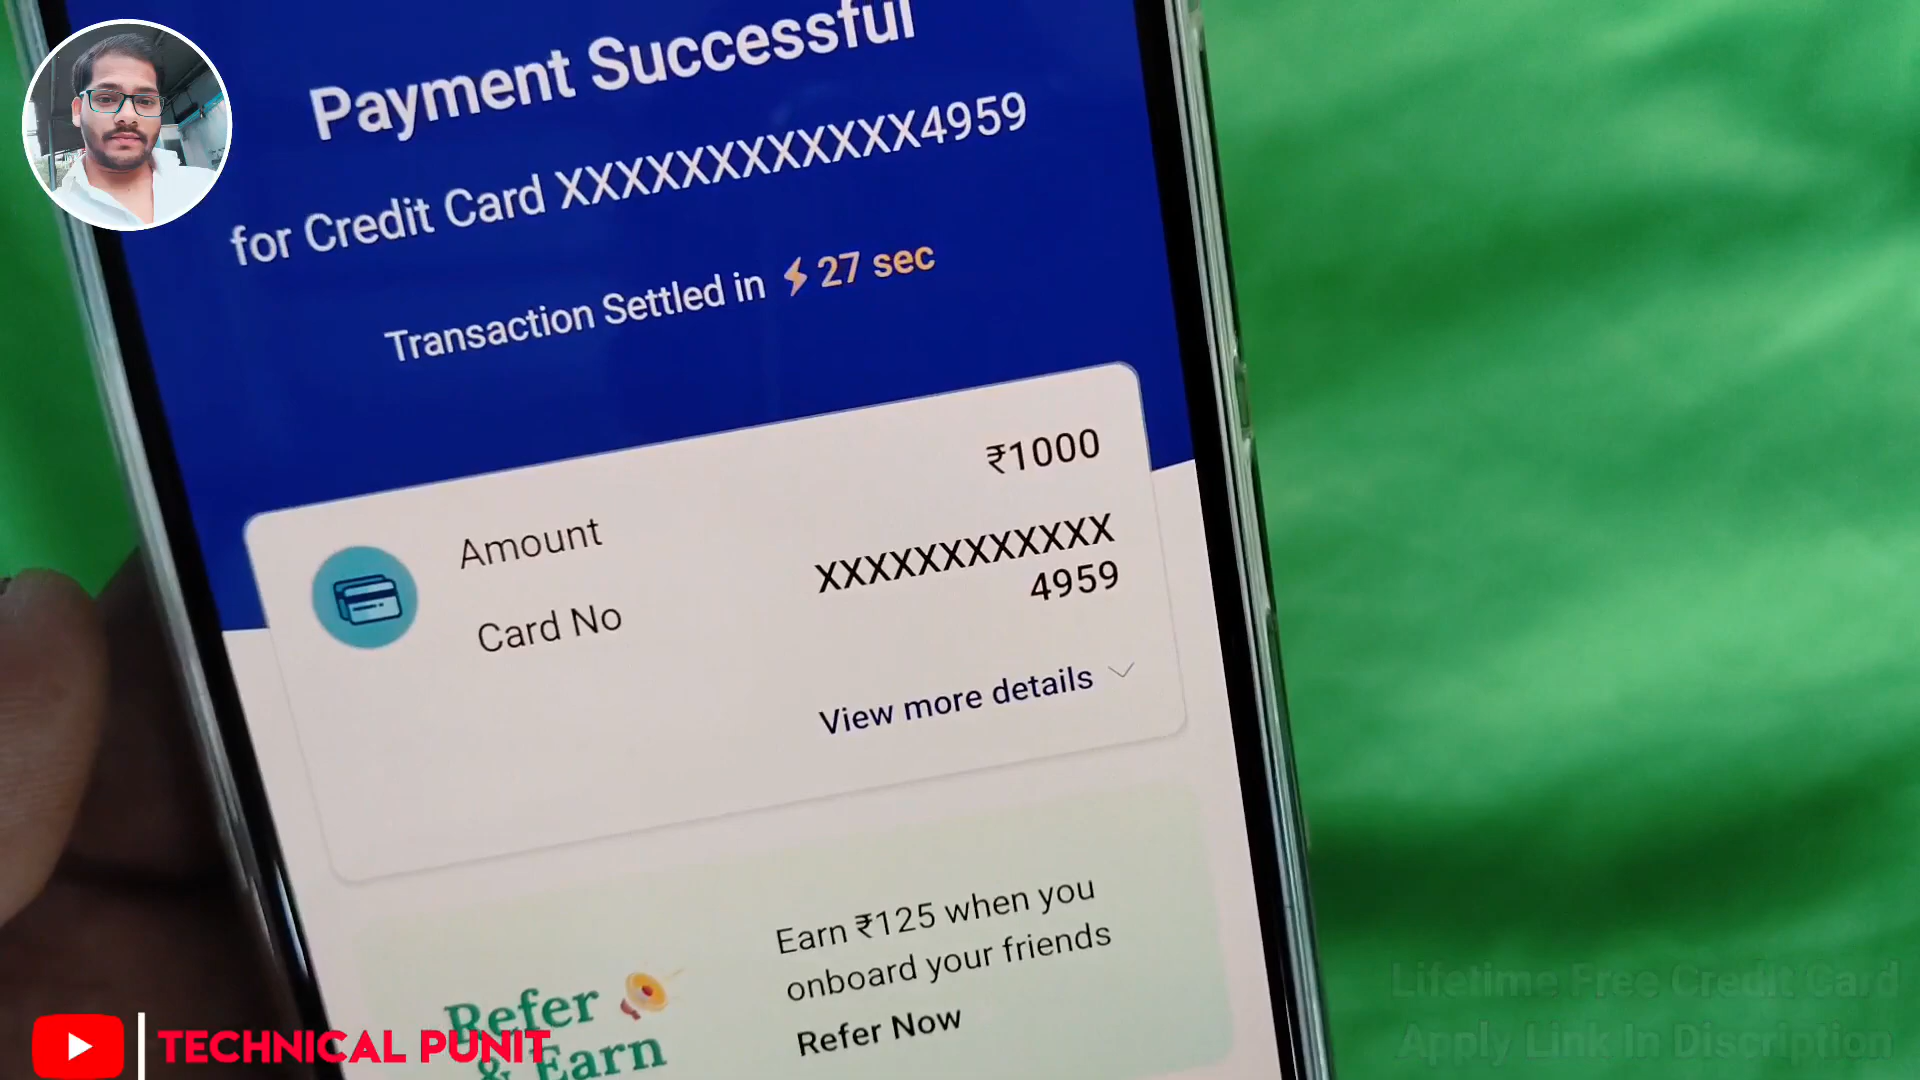 Payment Successful
for Credit Card XXXXXXXXXXXX4959
Transaction Settled in 27 sec
Amount ₹1000
Card No XXXXXXXXXXXX
4959
View more details
Refer
& Earn
Earn ₹125 when you
onboard your friends
Refer Now
TECHNICAL PUNIT
Lifetime Free Credit Card
Apply Link In Discription